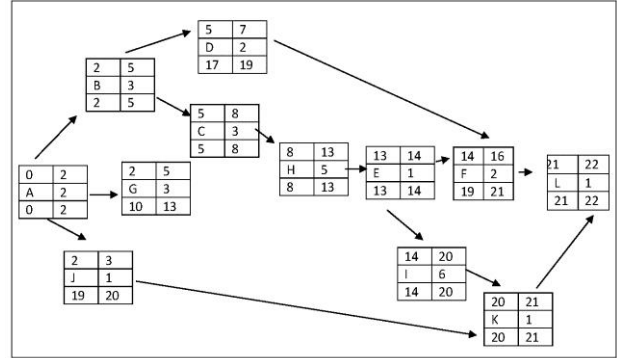 5 7
D 2
17 19
2 5
B 3
2 5
5 8
C 3
5 8
0 2
A 2
0 2
2 5
G 3
10 13
8 13
H 5
8 13
13 14
E 1
13 14
14 16
F 2
19 21
21 22
L 1
21 22
2 3
J 1
19 20
14 20
I 6
14 20
20 21
K 1
20 21